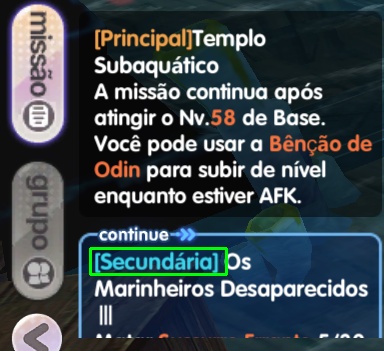 missão
grupo
[Principal]Templo
Subaquático
A missão continua após
atingir o Nv.58 de Base.
Você pode usar a Bênção de
Odin para subir de nível
enquanto estiver AFK.
continue
[Secundária] Os
Marinheiros Desaparecidos
III